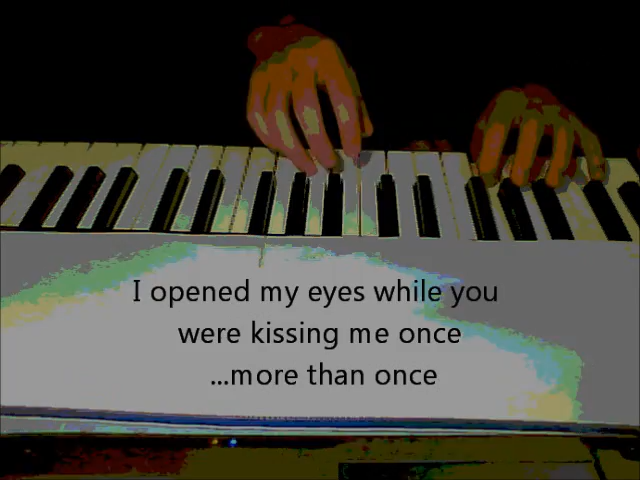 I opened my eyes while you
were kissing me once
...more than once